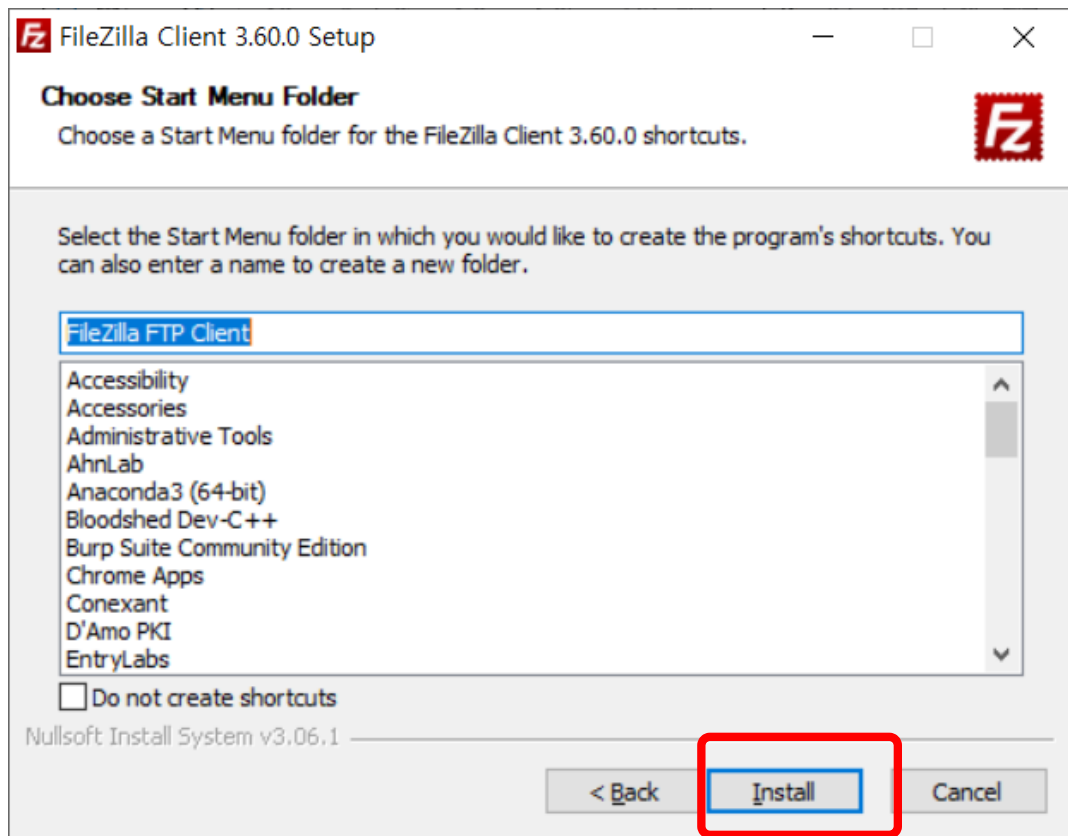 FileZilla Client 3.60.0 Setup
Choose Start Menu Folder
Choose a Start Menu folder for the FileZilla Client 3.60.0 shortcuts.
Fz
Select the Start Menu folder in which you would like to create the program's shortcuts. You
can also enter a name to create a new folder.
FileZilla FTP Client
Accessibility
Accessories
Administrative Tools
AhnLab
Anaconda3 (64-bit)
Bloodshed Dev-C++
Burp Suite Community Edition
Chrome Apps
Conexant
D'Amo PKI
EntryLabs
Do not create shortcuts
Nullsoft Install System v3.06.1
< Back
Install
Cancel